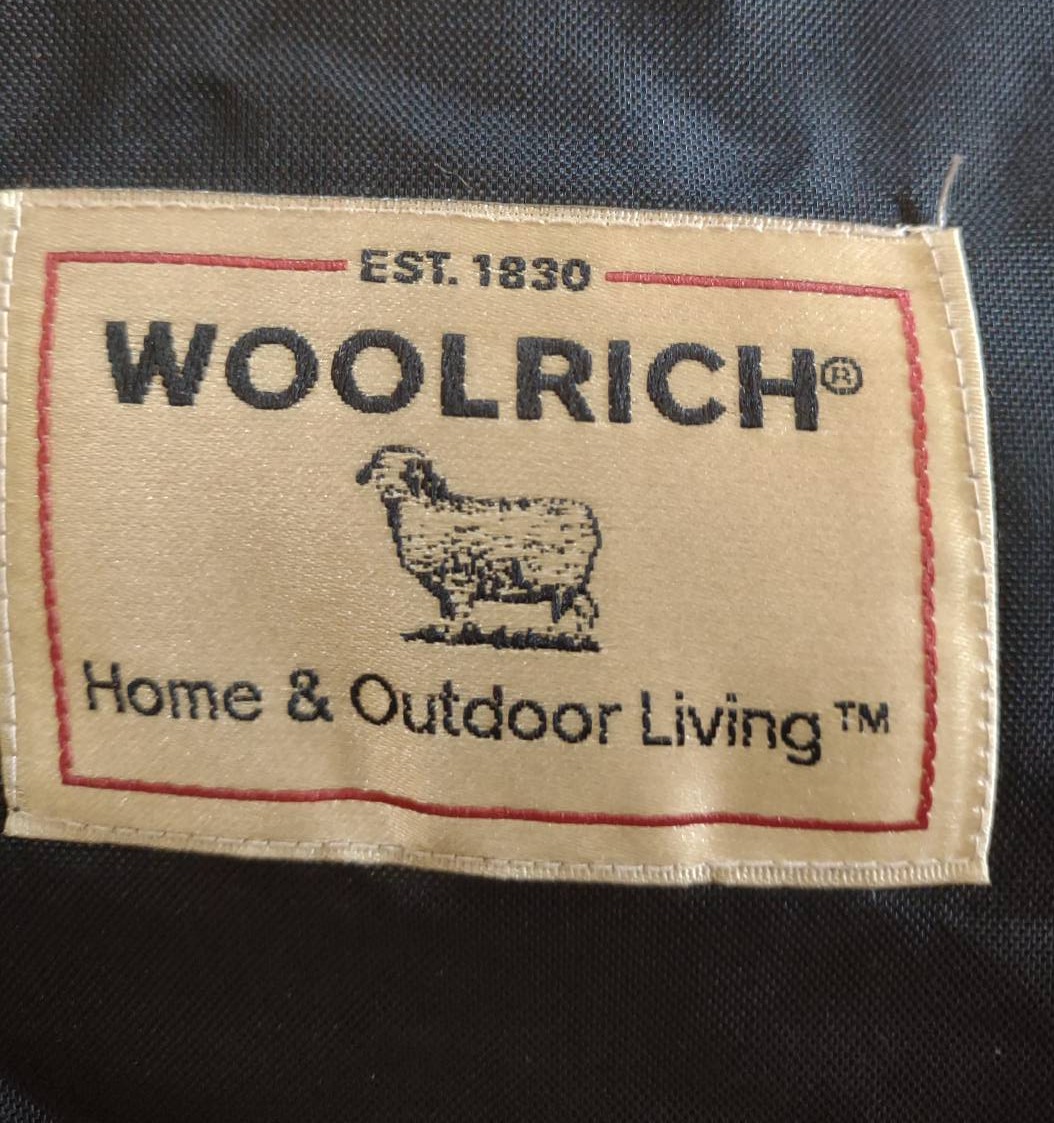 EST. 1830
WOOLRICH®
Home & Outdoor Living™